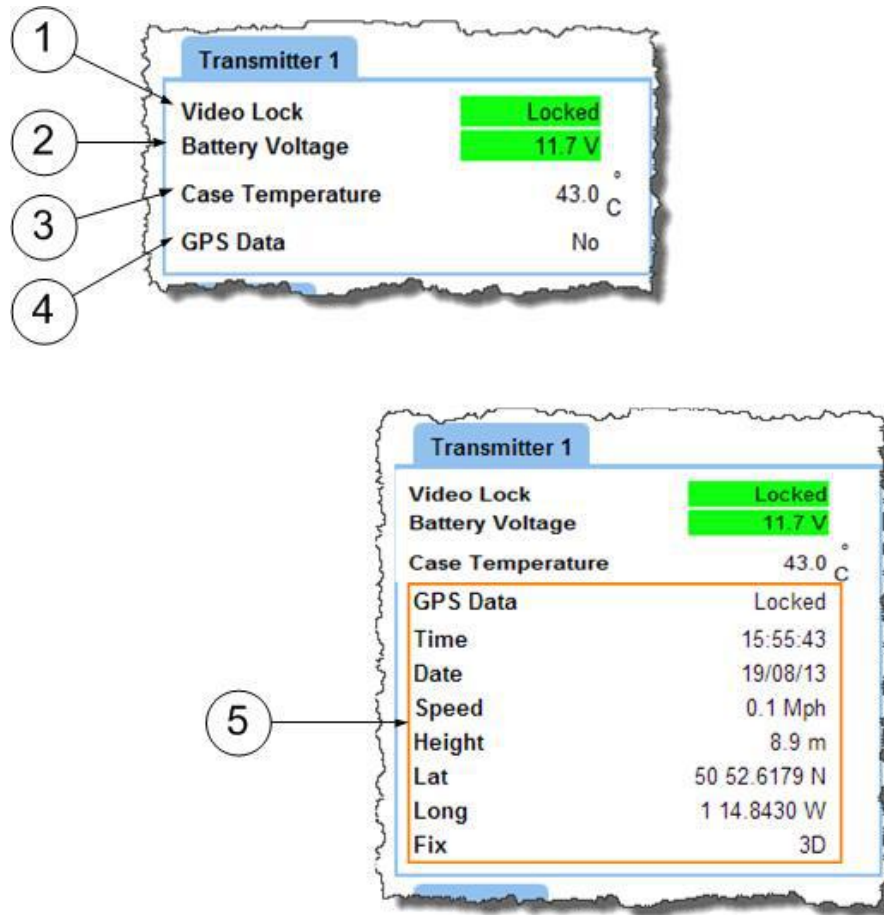 1
Transmitter 1
Video Lock Locked
2
Battery Voltage 11.7 V
Case Temperature 43.0 °C
3
GPS Data No
4
Transmitter 1
Video Lock Locked
Battery Voltage 11.7 V
Case Temperature 43.0 °C
GPS Data Locked
Time 15:55:43
Date 19/08/13
Speed 0.1 Mph
5
Height 8.9 m
Lat 50 52.6179 N
Long 1 14.8430 W
Fix 3D